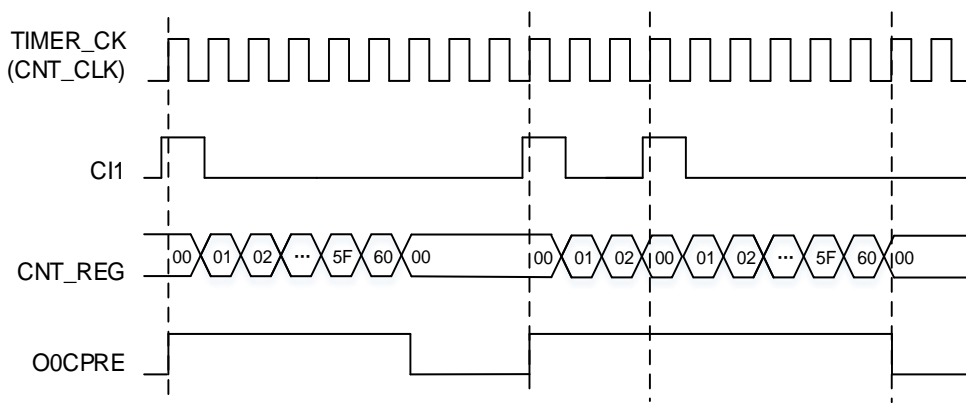 TIMER_CK
(CNT_CLK)
CI1
CNT_REG
00 01 02 ... 5F 60 00 00 01 02 00 01 02 ... 5F 60 00
O0CPRE